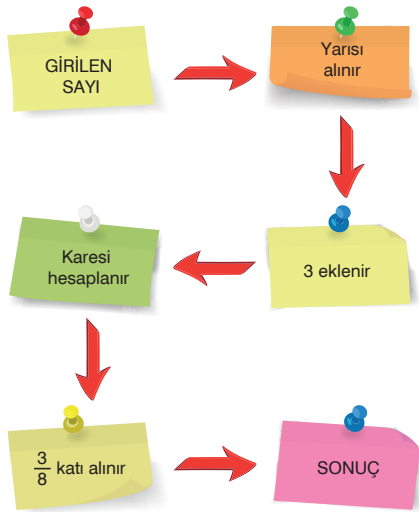 GİRİLEN
SAYI
Yarısı
alınır
3 eklenir
Karesi
hesaplanır
3/8 katı alınır
SONUÇ